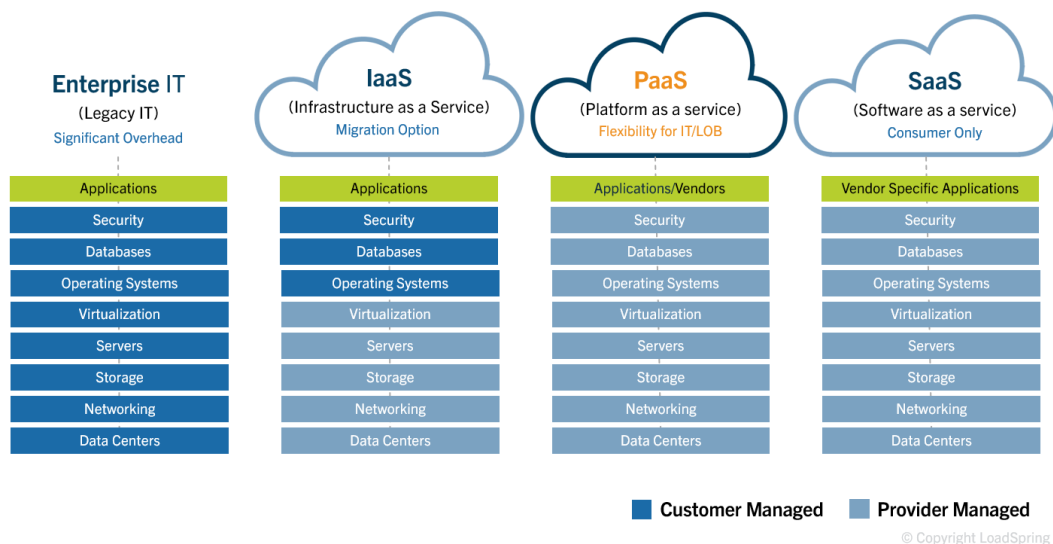 Enterprise IT
(Legacy IT)
Significant Overhead
Applications
Security
Databases
Operating Systems
Virtualization
Servers
Storage
Networking
Data Centers
IaaS
(Infrastructure as a Service)
Migration Option
Applications
Security
Databases
Operating Systems
Virtualization
Servers
Storage
Networking
Data Centers
PaaS
(Platform as a service)
Flexibility for IT/LOB
Applications/Vendors
Security
Databases
Operating Systems
Virtualization
Servers
Storage
Networking
Data Centers
SaaS
(Software as a service)
Consumer Only
Vendor Specific Applications
Security
Databases
Operating Systems
Virtualization
Servers
Storage
Networking
Data Centers
Customer Managed
Provider Managed
© Copyright LoadSpring